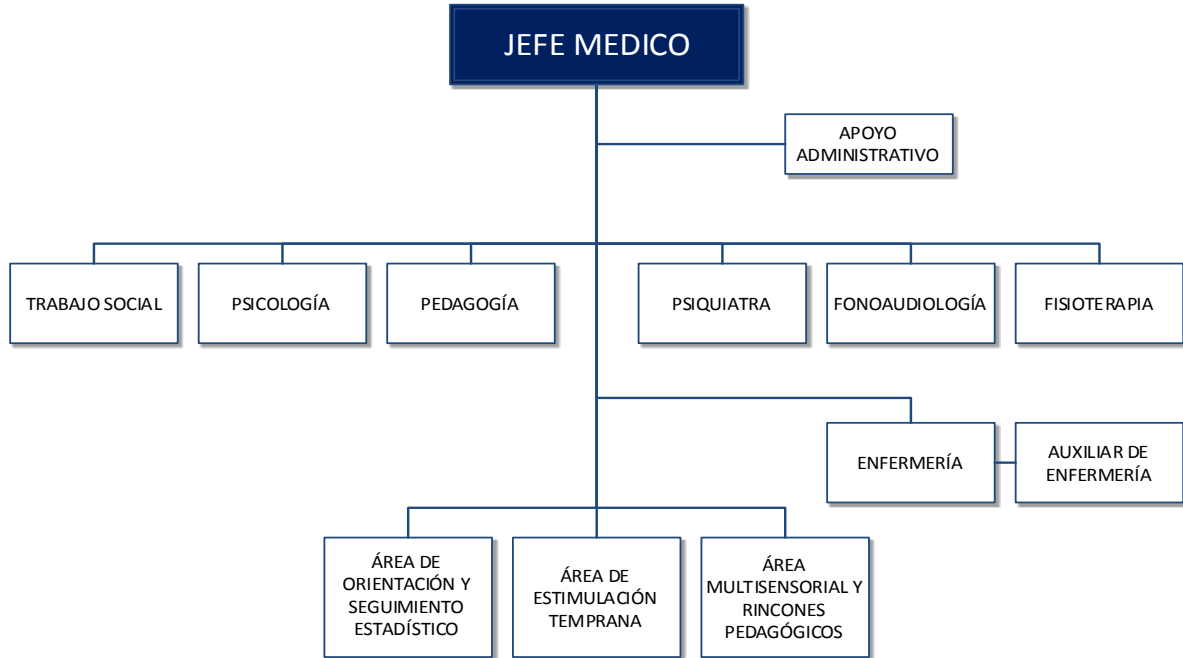 JEFE MEDICO
APOYO
ADMINISTRATIVO
TRABAJO SOCIAL
PSICOLOGÍA
PEDAGOGÍA
PSIQUIATRA
FONOAUDIOLOGÍA
FISIOTERAPIA
ENFERMERÍA
AUXILIAR DE
ENFERMERÍA
ÁREA DE
ORIENTACIÓN Y
SEGUIMIENTO
ESTADÍSTICO
ÁREA DE
ESTIMULACIÓN
TEMPRANA
ÁREA
MULTISENSORIAL Y
RINCONES
PEDAGÓGICOS